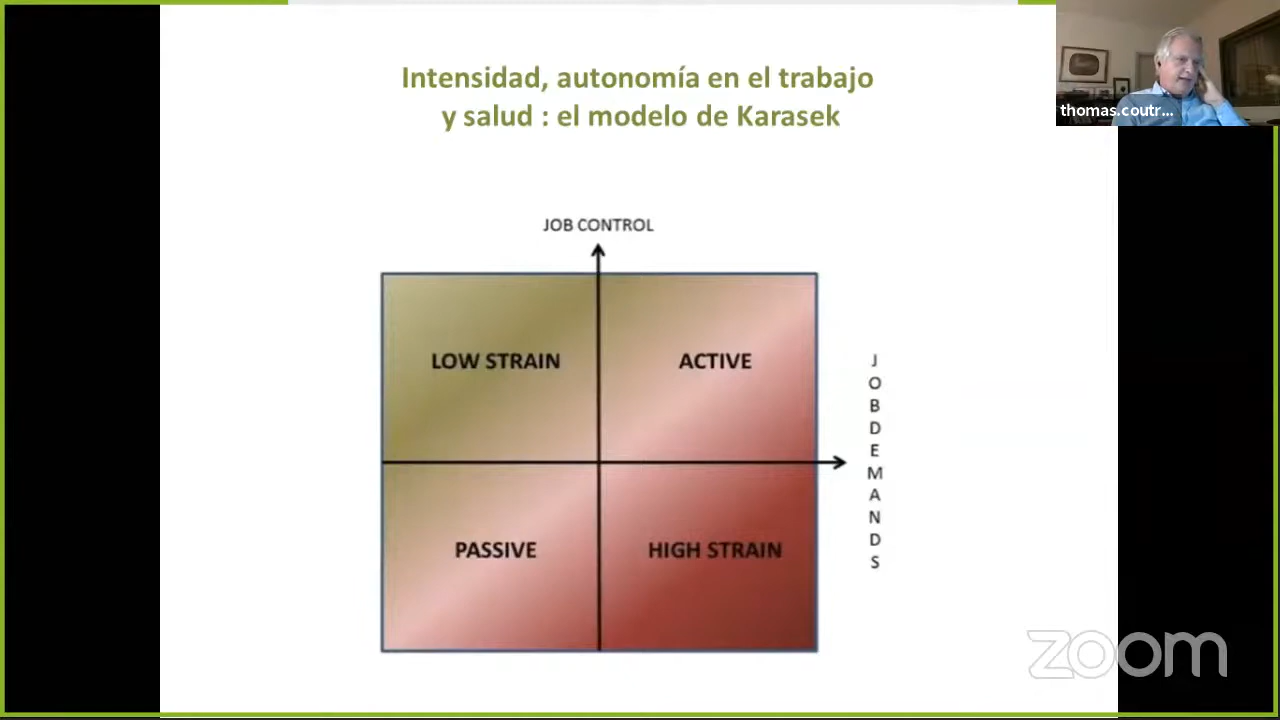 Intensidad, autonomía en el trabajo
y salud : el modelo de Karasek
thomas.coutr...
JOB CONTROL
LOW STRAIN
ACTIVE
JOBDEMANDS
PASSIVE
HIGH STRAIN
zoom